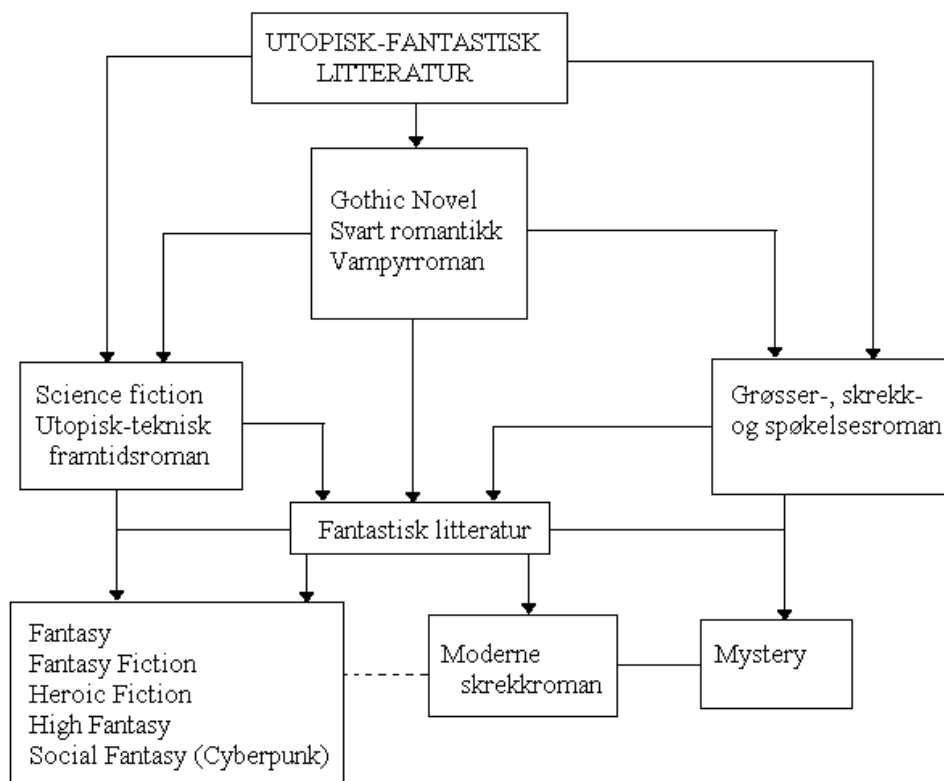 UTOPISK-FANTASTISK
LITTERATUR
Gothic Novel
Svart romantikk
Vampyrroman
Science fiction
Utopisk-teknisk
framtidsroman
Grøsser-, skrekk-
og spøkelsesroman
Fantastisk litteratur
Fantasy
Fantasy Fiction
Heroic Fiction
High Fantasy
Social Fantasy (Cyberpunk)
Moderne
skrekkroman
Mystery